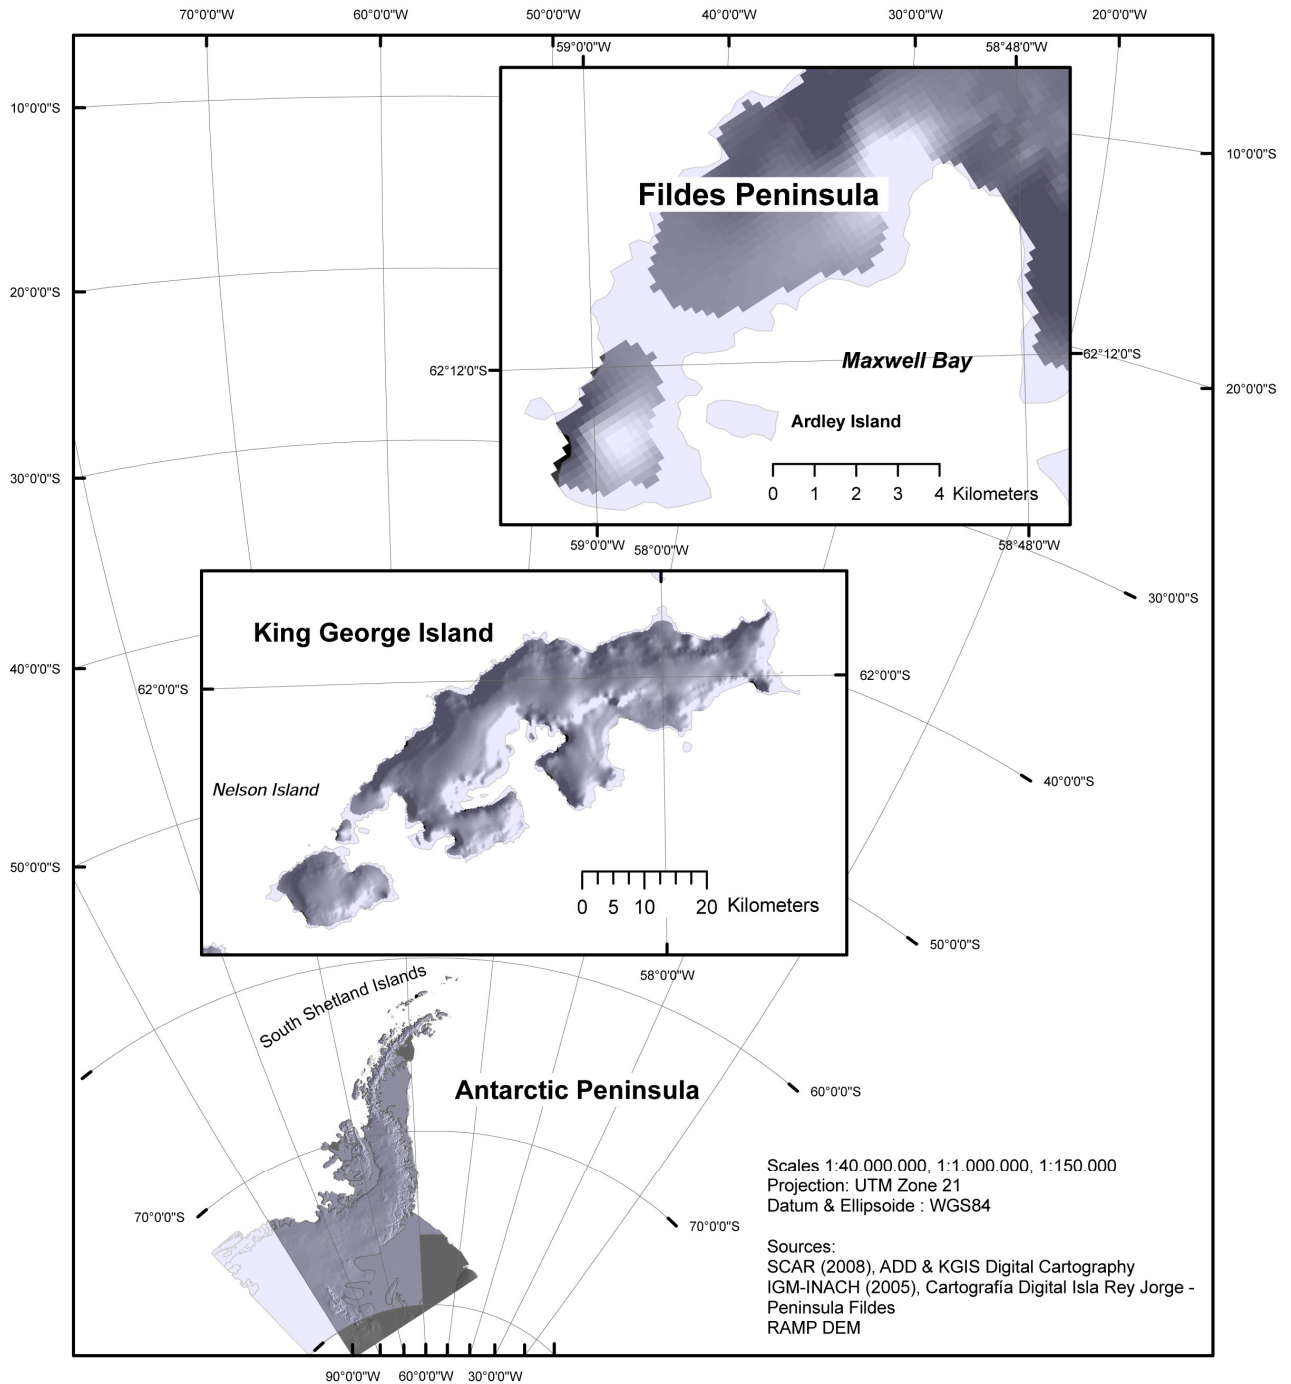 70°0'0"W 60°0'0"W 50°0'0"W 40°0'0"W 30°0'0"W 20°0'0"W
59°0'0"W 58°48'0"W
10°0'0"S
10°0'0"S
Fildes Peninsula
20°0'0"S
62°12'0"S Maxwell Bay 62°12'0"S
20°0'0"S
Ardley Island
30°0'0"S
0 1 2 3 4 Kilometers
59°0'0"W 58°0'0"W 58°48'0"W
30°0'0"S
King George Island
40°0'0"S
62°0'0"S 62°0'0"S
40°0'0"S
Nelson Island
50°0'0"S
0 5 10 20 Kilometers
50°0'0"S
58°0'0"W
South Shetland Islands
Antarctic Peninsula
60°0'0"S
70°0'0"S
70°0'0"S
Scales 1:40.000.000, 1:1.000.000, 1:150.000
Projection: UTM Zone 21
Datum & Ellipsoide : WGS84
Sources:
SCAR (2008), ADD & KGIS Digital Cartography
IGM-INACH (2005), Cartografía Digital Isla Rey Jorge -
Peninsula Fildes
RAMP DEM
90°0'0"W 60°0'0"W 30°0'0"W